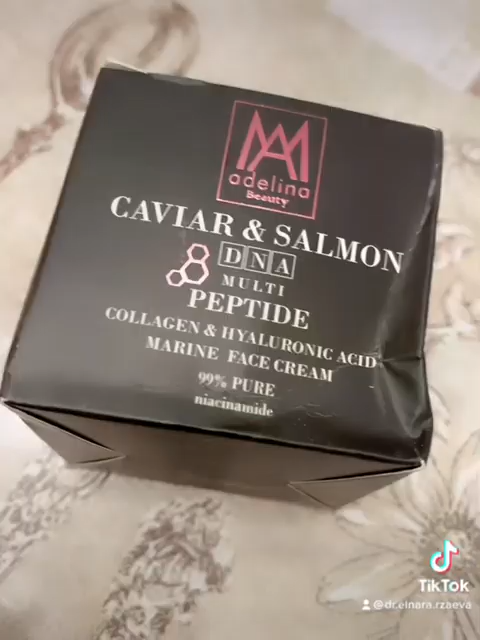 adelina
Beauty
CAVIAR & SALMON
DNA
MULTI
PEPTIDE
COLLAGEN & HYALURONIC ACID
MARINE FACE CREAM
99% PURE
niacinamide
TikTok
@dr.elnara.rzaeva